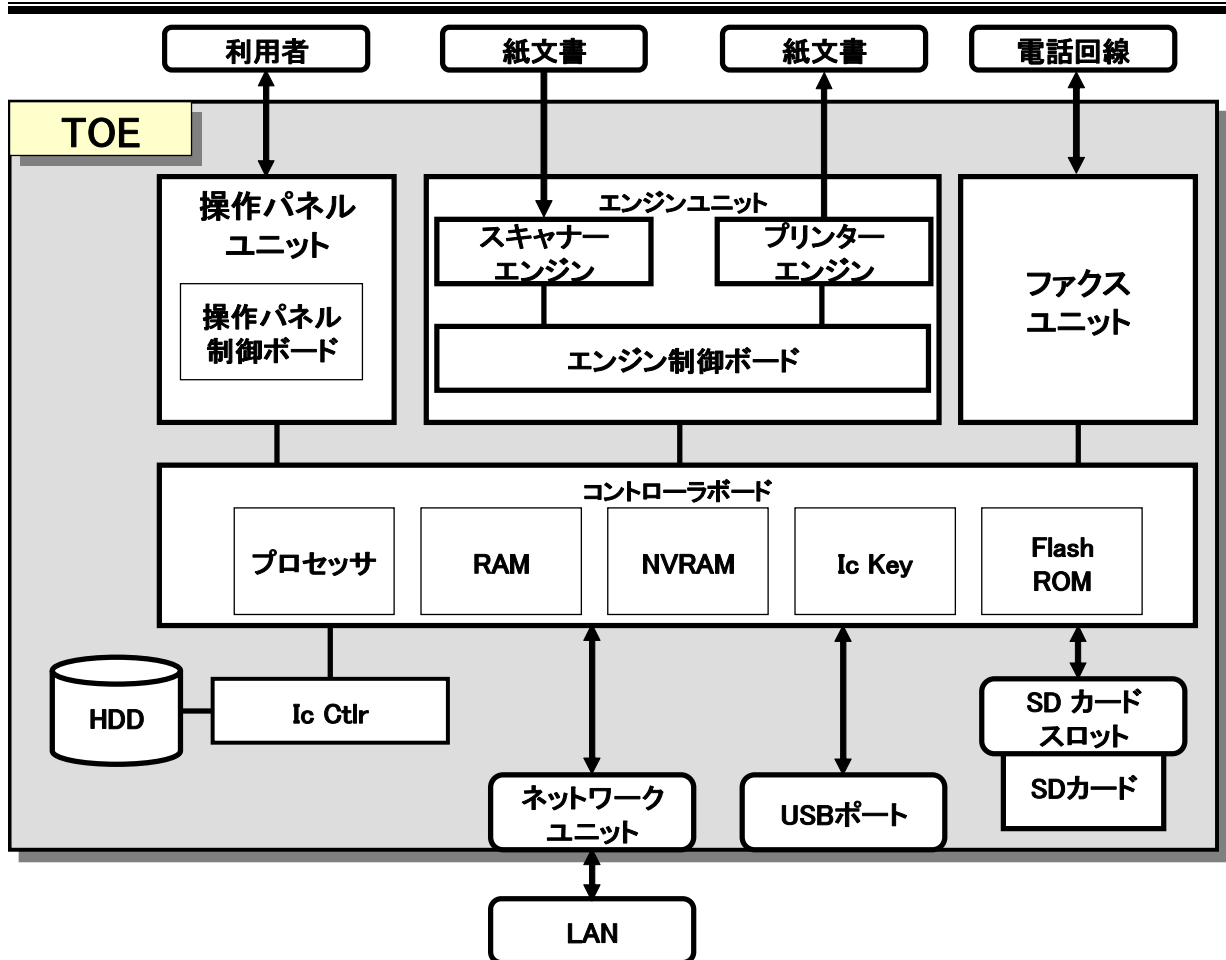 利用者
紙文書
紙文書
電話回線
TOE
操作パネル
ユニット
操作パネル
制御ボード
エンジンユニット
スキャナー
エンジン
プリンター
エンジン
エンジン制御ボード
ファクス
ユニット
コントローラボード
プロセッサ
RAM
NVRAM
Ic Key
Flash
ROM
HDD
Ic Ctlr
SD カード
スロット
SDカード
ネットワーク
ユニット
USBポート
LAN